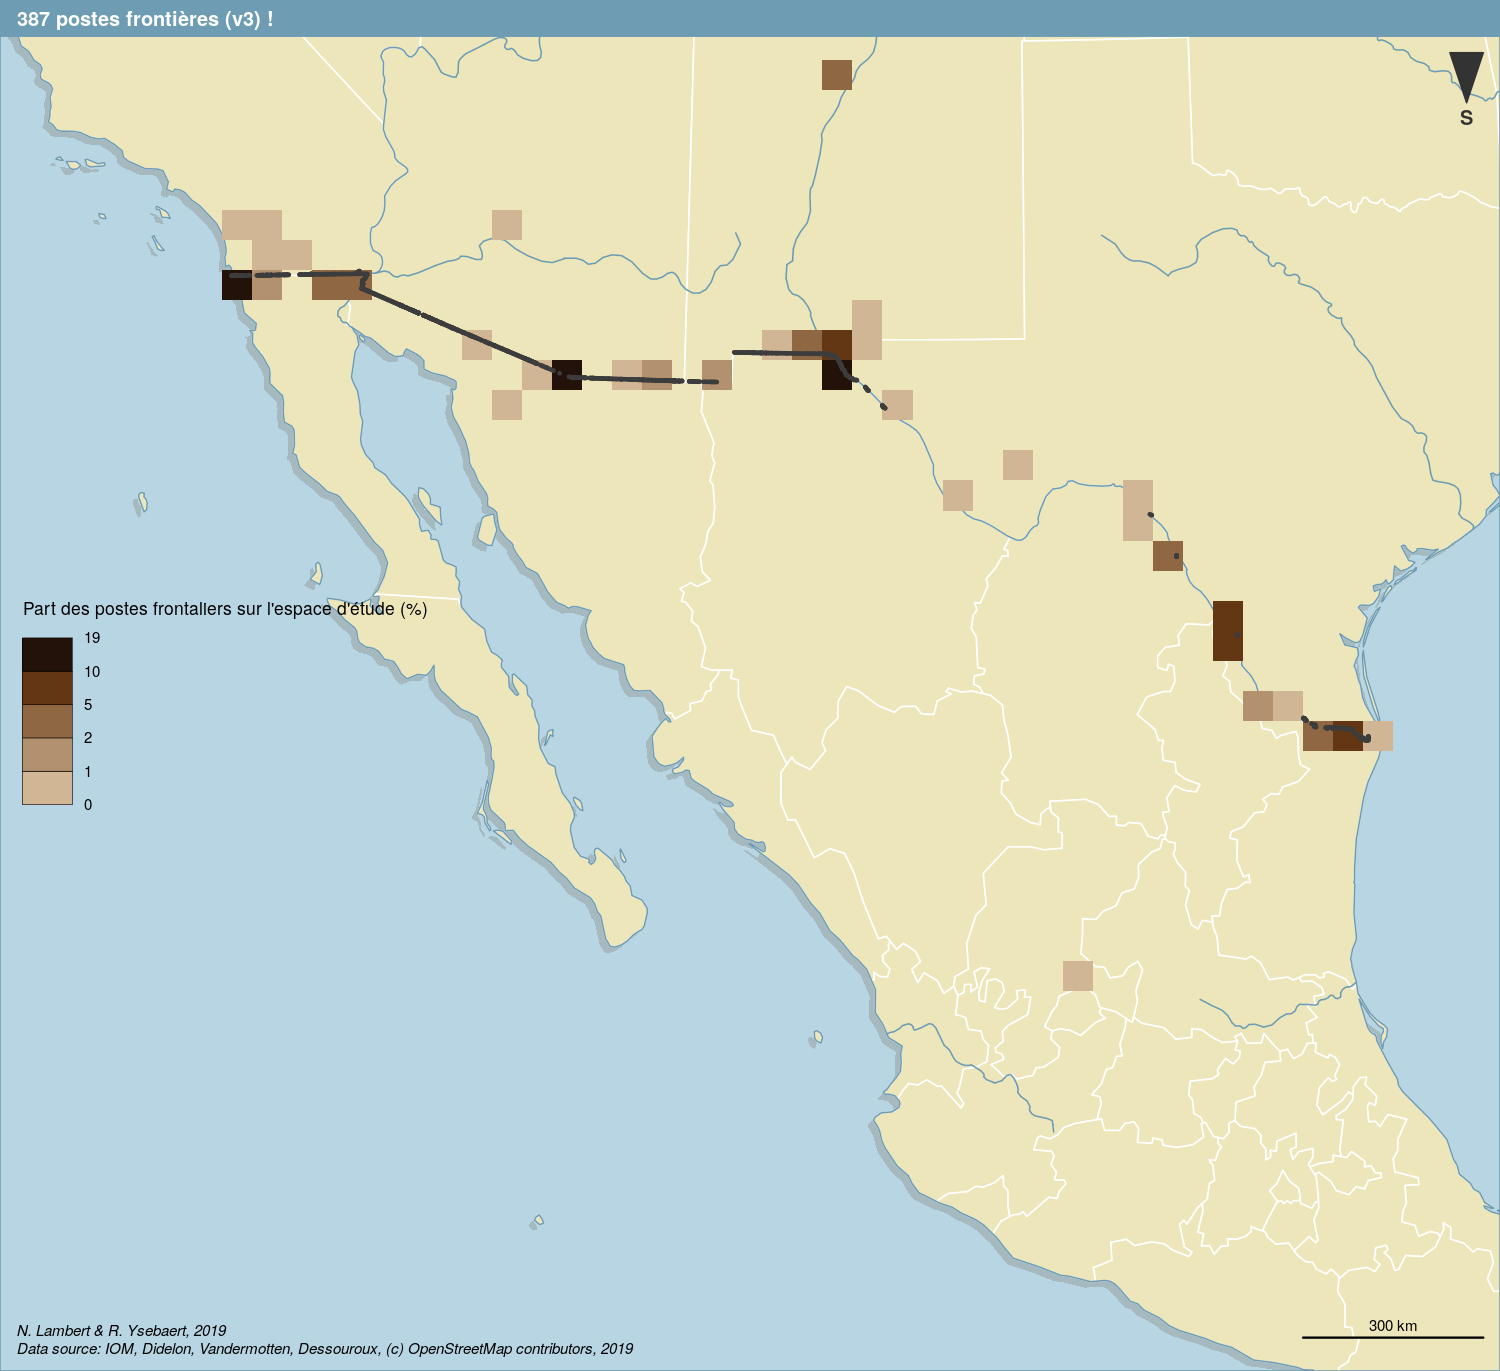 387 postes frontières (v3) !
S
Part des postes frontaliers sur l'espace d'étude (%)
19
10
5
2
1
0
300 km
N. Lambert & R. Ysebaert, 2019
Data source: IOM, Didelon, Vandermotten, Dessouroux, (c) OpenStreetMap contributors, 2019